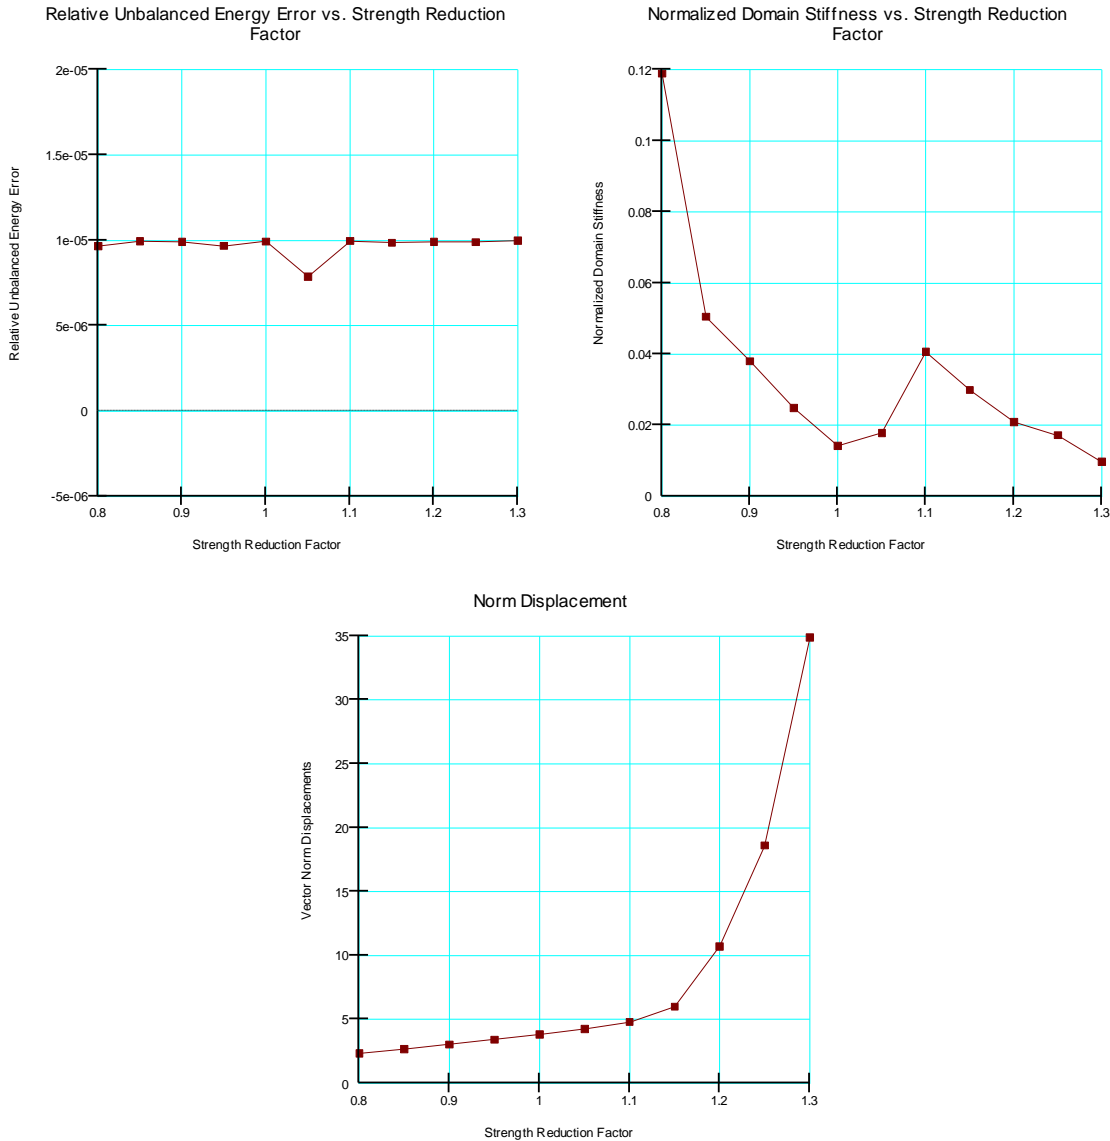 Relative Unbalanced Energy Error vs. Strength Reduction
Factor
2e-05
1.5e-05
1e-05
5e-06
0
-5e-06
Relative Unbalanced Energy Error
0.8 0.9 1 1.1 1.2 1.3
Strength Reduction Factor
Normalized Domain Stiffness vs. Strength Reduction
Factor
0.12
0.1
0.08
0.06
0.04
0.02
0
Normalized Domain Stiffness
0.8 0.9 1 1.1 1.2 1.3
Strength Reduction Factor
Norm Displacement
35
30
25
20
15
10
5
0
Vector Norm Displacements
0.8 0.9 1 1.1 1.2 1.3
Strength Reduction Factor